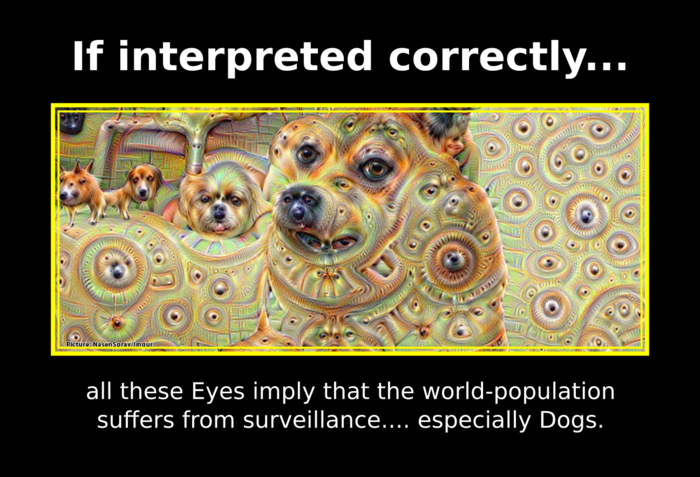 If interpreted correctly...
Picture: NasenSpray/Imgur
all these Eyes imply that the world-population
suffers from surveillance.... especially Dogs.